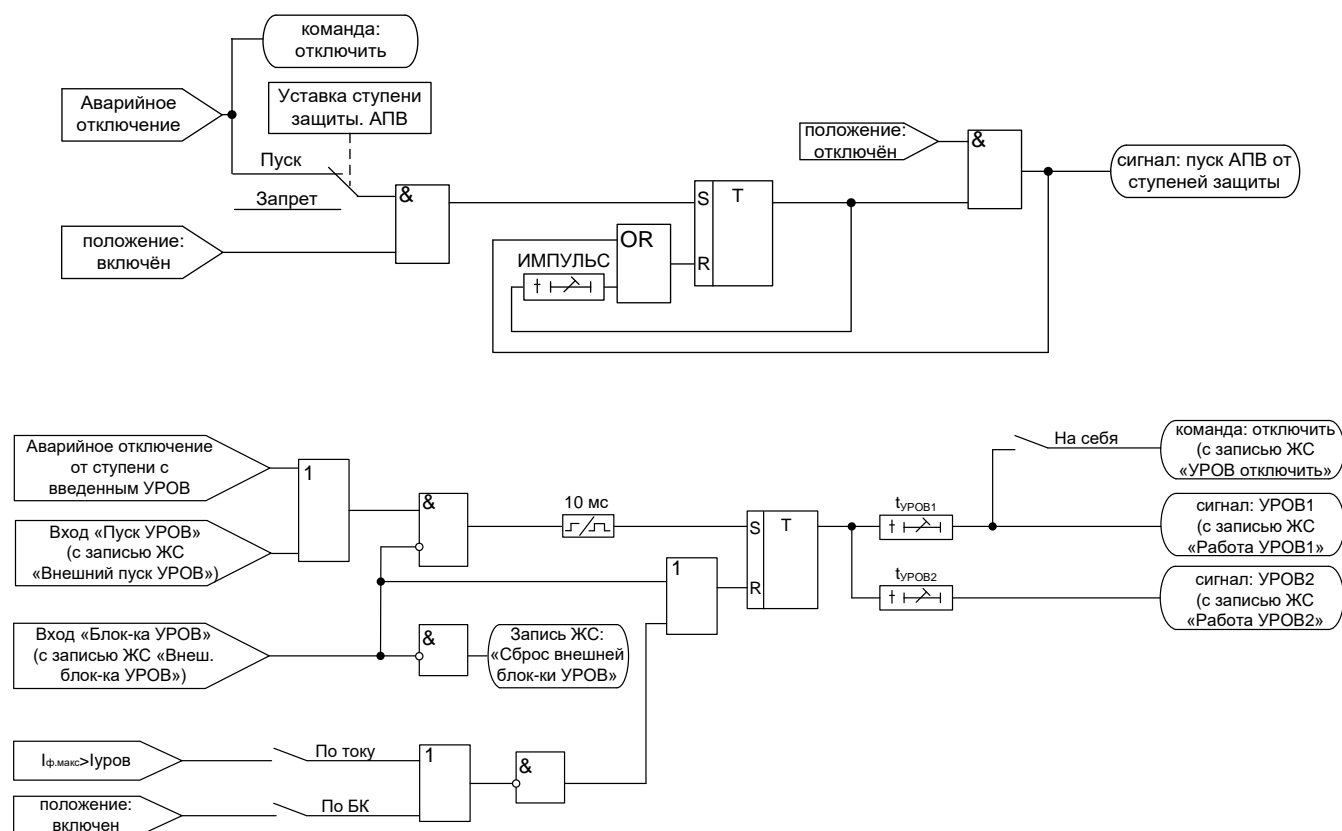 команда:
отключить
Аварийное
отключение
Уставка ступени
защиты. АПВ
Пуск
Запрет
положение:
включён
&
S
T
R
OR
ИМПУЛЬС
t
положение:
отключён
&
сигнал: пуск АПВ от
ступеней защиты
Аварийное отключение
от ступени с
введенным УРОВ
Вход «Пуск УРОВ»
(с записью ЖС
«Внешний пуск УРОВ»)
1
&
10 мс
S
T
R
1
Вход «Блок-ка УРОВ»
(с записью ЖС «Внеш.
блок-ка УРОВ»)
&
Запись ЖС:
«Сброс внешней
блок-ки УРОВ»
tУРОВ1
t
tУРОВ2
t
На себя
команда: отключить
(с записью ЖС
«УРОВ отключить»
сигнал: УРОВ1
(с записью ЖС
«Работа УРОВ1»
сигнал: УРОВ2
(с записью ЖС
«Работа УРОВ2»
Iф.макс>Iуров
По току
1
&
положение:
включен
По БК